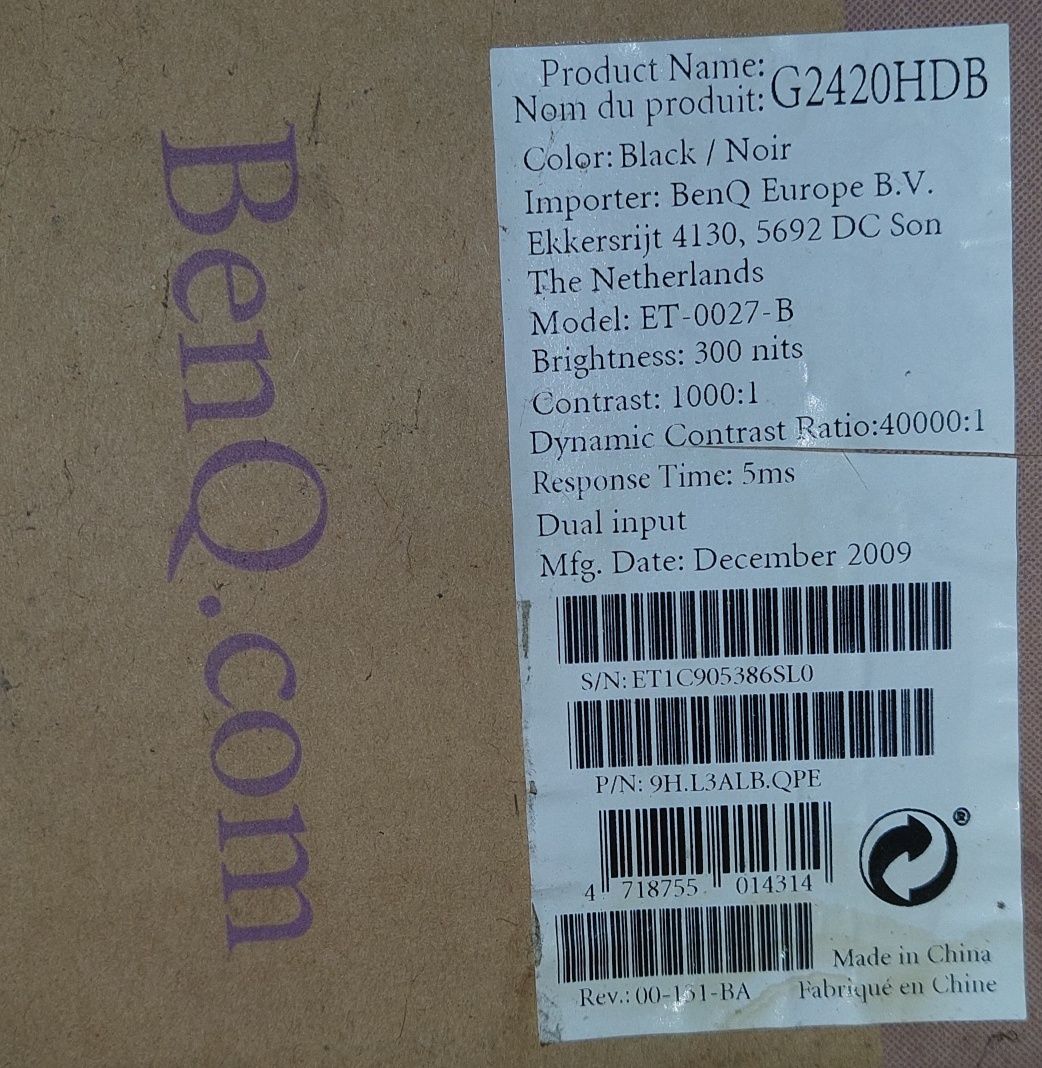 BenQ.com
Product Name:
Nom du produit: G2420HDB
Color: Black / Noir
Importer: BenQ Europe B.V.
Ekkersrijt 4130, 5692 DC Son
The Netherlands
Model: ET-0027-B
Brightness: 300 nits
Contrast: 1000:1
Dynamic Contrast Ratio:40000:1
Response Time: 5ms
Dual input
Mfg. Date: December 2009
S/N: ET1C905386SL0
P/N: 9H.L3ALB.QPE
®
4 718755 014314
Made in China
Rev.: 00-151-BA Fabriqué en Chine